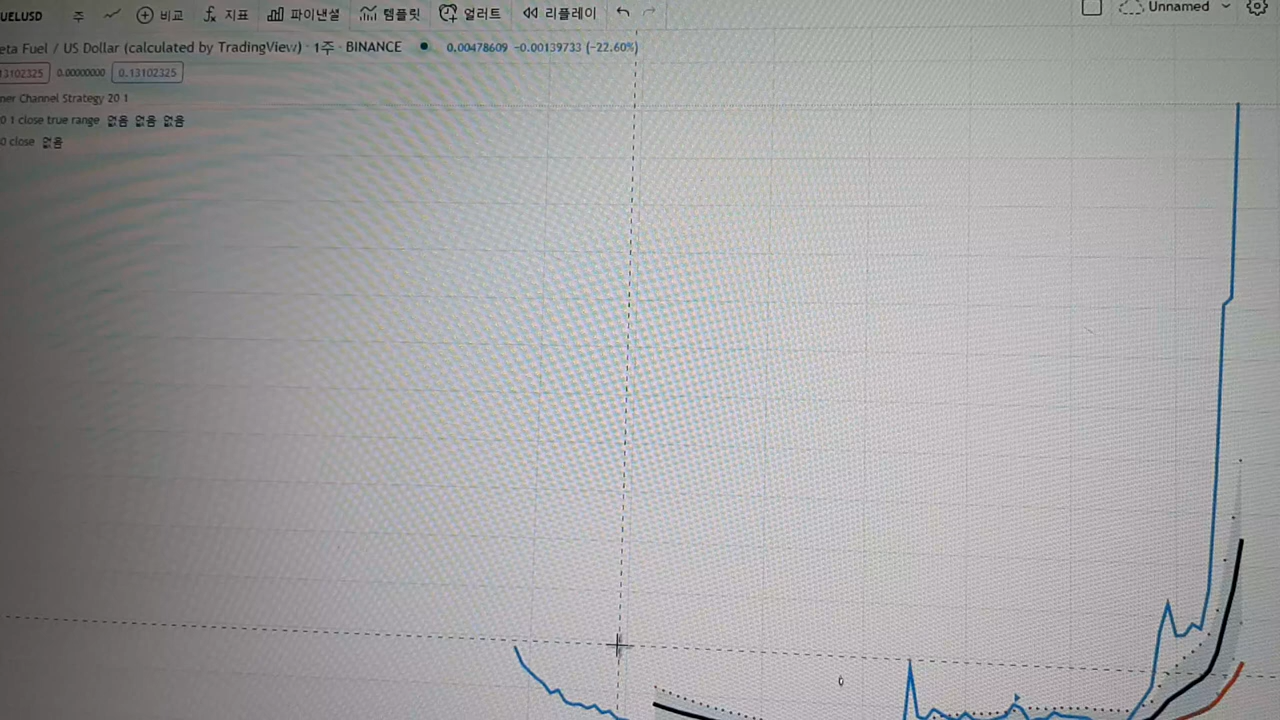 UELUSD 주 비교 지표 파이낸셜 템플릿 얼러트 리플레이 Unnamed
eta Fuel / US Dollar (calculated by TradingView) · 1주 · BINANCE 0.00478609 −0.00139733 (−22.60%)
13102325 0.00000000 0.13102325
ner Channel Strategy 20 1
0 1 close true range 없음 없음 없음
0 close 없음